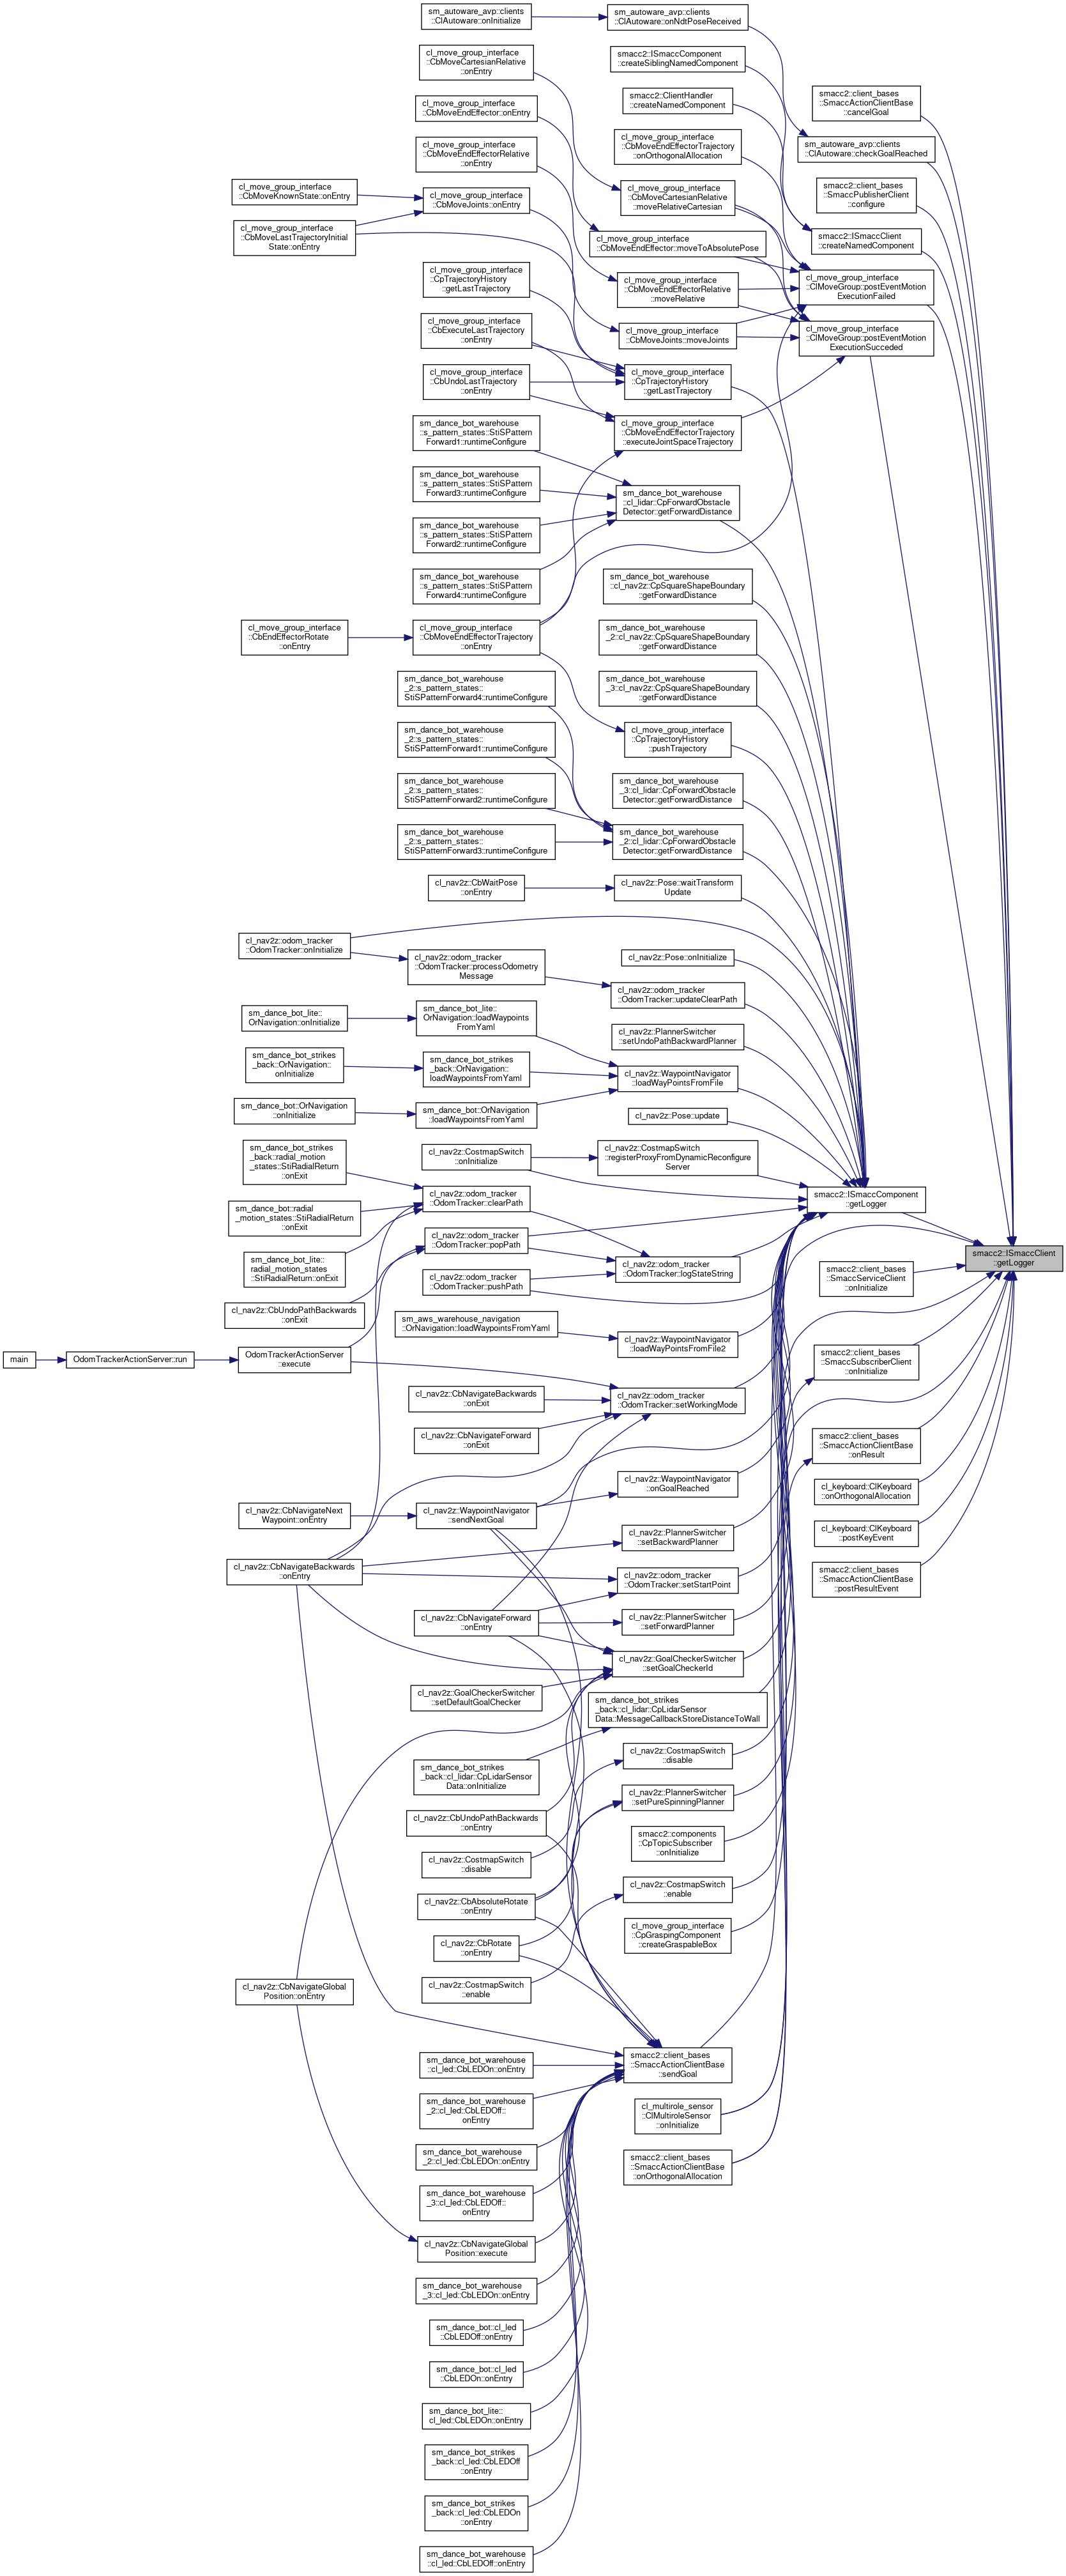 sm_autoware_avp::clients
::ClAutoware::onInitialize
sm_autoware_avp::clients
::ClAutoware::onNdtPoseReceived
cl_move_group_interface
::CbMoveCartesianRelative
::onEntry
smacc2::ISmaccComponent
::createSiblingNamedComponent
smacc2::ClientHandler
::createNamedComponent
smacc2::client_bases
::SmaccActionClientBase
::cancelGoal
cl_move_group_interface
::CbMoveEndEffector::onEntry
cl_move_group_interface
::CbMoveEndEffectorTrajectory
::onOrthogonalAllocation
sm_autoware_avp::clients
::ClAutoware::checkGoalReached
cl_move_group_interface
::CbMoveEndEffectorRelative
::onEntry
cl_move_group_interface
::CbMoveKnownState::onEntry
cl_move_group_interface
::CbMoveJoints::onEntry
cl_move_group_interface
::CbMoveCartesianRelative
::moveRelativeCartesian
smacc2::client_bases
::SmaccPublisherClient
::configure
cl_move_group_interface
::CbMoveLastTrajectoryInitial
State::onEntry
cl_move_group_interface
::CbMoveEndEffector::moveToAbsolutePose
smacc2::ISmaccClient
::createNamedComponent
cl_move_group_interface
::CpTrajectoryHistory
::getLastTrajectory
cl_move_group_interface
::CbMoveEndEffectorRelative
::moveRelative
cl_move_group_interface
::ClMoveGroup::postEventMotion
ExecutionFailed
cl_move_group_interface
::CbExecuteLastTrajectory
::onEntry
cl_move_group_interface
::CbMoveJoints::moveJoints
cl_move_group_interface
::ClMoveGroup::postEventMotion
ExecutionSucceded
cl_move_group_interface
::CbUndoLastTrajectory
::onEntry
cl_move_group_interface
::CpTrajectoryHistory
::getLastTrajectory
sm_dance_bot_warehouse
::s_pattern_states::StiSPattern
Forward1::runtimeConfigure
cl_move_group_interface
::CbMoveEndEffectorTrajectory
::executeJointSpaceTrajectory
sm_dance_bot_warehouse
::s_pattern_states::StiSPattern
Forward3::runtimeConfigure
sm_dance_bot_warehouse
::cl_lidar::CpForwardObstacle
Detector::getForwardDistance
sm_dance_bot_warehouse
::s_pattern_states::StiSPattern
Forward2::runtimeConfigure
sm_dance_bot_warehouse
::s_pattern_states::StiSPattern
Forward4::runtimeConfigure
sm_dance_bot_warehouse
::cl_nav2z::CpSquareShapeBoundary
::getForwardDistance
cl_move_group_interface
::CbEndEffectorRotate
::onEntry
cl_move_group_interface
::CbMoveEndEffectorTrajectory
::onEntry
sm_dance_bot_warehouse
_2::cl_nav2z::CpSquareShapeBoundary
::getForwardDistance
sm_dance_bot_warehouse
_2::s_pattern_states::
StiSPatternForward4::runtimeConfigure
sm_dance_bot_warehouse
_3::cl_nav2z::CpSquareShapeBoundary
::getForwardDistance
sm_dance_bot_warehouse
_2::s_pattern_states::
StiSPatternForward1::runtimeConfigure
cl_move_group_interface
::CpTrajectoryHistory
::pushTrajectory
sm_dance_bot_warehouse
_2::s_pattern_states::
StiSPatternForward2::runtimeConfigure
sm_dance_bot_warehouse
_3::cl_lidar::CpForwardObstacle
Detector::getForwardDistance
sm_dance_bot_warehouse
_2::s_pattern_states::
StiSPatternForward3::runtimeConfigure
sm_dance_bot_warehouse
_2::cl_lidar::CpForwardObstacle
Detector::getForwardDistance
cl_nav2z::CbWaitPose
::onEntry
cl_nav2z::Pose::waitTransform
Update
cl_nav2z::odom_tracker
::OdomTracker::onInitialize
cl_nav2z::odom_tracker
::OdomTracker::processOdometry
Message
cl_nav2z::Pose::onInitialize
cl_nav2z::odom_tracker
::OdomTracker::updateClearPath
sm_dance_bot_lite::
OrNavigation::onInitialize
sm_dance_bot_lite::
OrNavigation::loadWaypoints
FromYaml
cl_nav2z::PlannerSwitcher
::setUndoPathBackwardPlanner
sm_dance_bot_strikes
_back::OrNavigation::
onInitialize
sm_dance_bot_strikes
_back::OrNavigation::
loadWaypointsFromYaml
cl_nav2z::WaypointNavigator
::loadWayPointsFromFile
sm_dance_bot::OrNavigation
::onInitialize
sm_dance_bot::OrNavigation
::loadWaypointsFromYaml
cl_nav2z::Pose::update
sm_dance_bot_strikes
_back::radial_motion
_states::StiRadialReturn
::onExit
cl_nav2z::CostmapSwitch
::onInitialize
cl_nav2z::CostmapSwitch
::registerProxyFromDynamicReconfigure
Server
sm_dance_bot::radial
_motion_states::StiRadialReturn
::onExit
cl_nav2z::odom_tracker
::OdomTracker::clearPath
smacc2::ISmaccComponent
::getLogger
sm_dance_bot_lite::
radial_motion_states
::StiRadialReturn::onExit
cl_nav2z::odom_tracker
::OdomTracker::popPath
smacc2::ISmaccClient
::getLogger
cl_nav2z::odom_tracker
::OdomTracker::pushPath
cl_nav2z::odom_tracker
::OdomTracker::logStateString
smacc2::client_bases
::SmaccServiceClient
::onInitialize
cl_nav2z::CbUndoPathBackwards
::onExit
sm_aws_warehouse_navigation
::OrNavigation::loadWaypointsFromYaml
cl_nav2z::WaypointNavigator
::loadWayPointsFromFile2
main
OdomTrackerActionServer::run
OdomTrackerActionServer
::execute
smacc2::client_bases
::SmaccSubscriberClient
::onInitialize
cl_nav2z::CbNavigateBackwards
::onExit
cl_nav2z::odom_tracker
::OdomTracker::setWorkingMode
cl_nav2z::CbNavigateForward
::onExit
smacc2::client_bases
::SmaccActionClientBase
::onResult
cl_nav2z::WaypointNavigator
::onGoalReached
cl_keyboard::ClKeyboard
::onOrthogonalAllocation
cl_nav2z::CbNavigateNext
Waypoint::onEntry
cl_nav2z::WaypointNavigator
::sendNextGoal
cl_nav2z::PlannerSwitcher
::setBackwardPlanner
cl_keyboard::ClKeyboard
::postKeyEvent
cl_nav2z::CbNavigateBackwards
::onEntry
cl_nav2z::odom_tracker
::OdomTracker::setStartPoint
smacc2::client_bases
::SmaccActionClientBase
::postResultEvent
cl_nav2z::CbNavigateForward
::onEntry
cl_nav2z::PlannerSwitcher
::setForwardPlanner
cl_nav2z::GoalCheckerSwitcher
::setGoalCheckerId
cl_nav2z::GoalCheckerSwitcher
::setDefaultGoalChecker
sm_dance_bot_strikes
_back::cl_lidar::CpLidarSensor
Data::MessageCallbackStoreDistanceToWall
sm_dance_bot_strikes
_back::cl_lidar::CpLidarSensor
Data::onInitialize
cl_nav2z::CostmapSwitch
::disable
cl_nav2z::CbUndoPathBackwards
::onEntry
cl_nav2z::PlannerSwitcher
::setPureSpinningPlanner
cl_nav2z::CostmapSwitch
::disable
smacc2::components
::CpTopicSubscriber
::onInitialize
cl_nav2z::CbAbsoluteRotate
::onEntry
cl_nav2z::CostmapSwitch
::enable
cl_nav2z::CbRotate
::onEntry
cl_move_group_interface
::CpGraspingComponent
::createGraspableBox
cl_nav2z::CbNavigateGlobal
Position::onEntry
cl_nav2z::CostmapSwitch
::enable
sm_dance_bot_warehouse
::cl_led::CbLEDOn::onEntry
smacc2::client_bases
::SmaccActionClientBase
::sendGoal
sm_dance_bot_warehouse
_2::cl_led::CbLEDOff::
onEntry
cl_multirole_sensor
::ClMultiroleSensor
::onInitialize
sm_dance_bot_warehouse
_2::cl_led::CbLEDOn::onEntry
smacc2::client_bases
::SmaccActionClientBase
::onOrthogonalAllocation
sm_dance_bot_warehouse
_3::cl_led::CbLEDOff::
onEntry
cl_nav2z::CbNavigateGlobal
Position::execute
sm_dance_bot_warehouse
_3::cl_led::CbLEDOn::onEntry
sm_dance_bot::cl_led
::CbLEDOff::onEntry
sm_dance_bot::cl_led
::CbLEDOn::onEntry
sm_dance_bot_lite::
cl_led::CbLEDOn::onEntry
sm_dance_bot_strikes
_back::cl_led::CbLEDOff
::onEntry
sm_dance_bot_strikes
_back::cl_led::CbLEDOn
::onEntry
sm_dance_bot_warehouse
::cl_led::CbLEDOff::onEntry